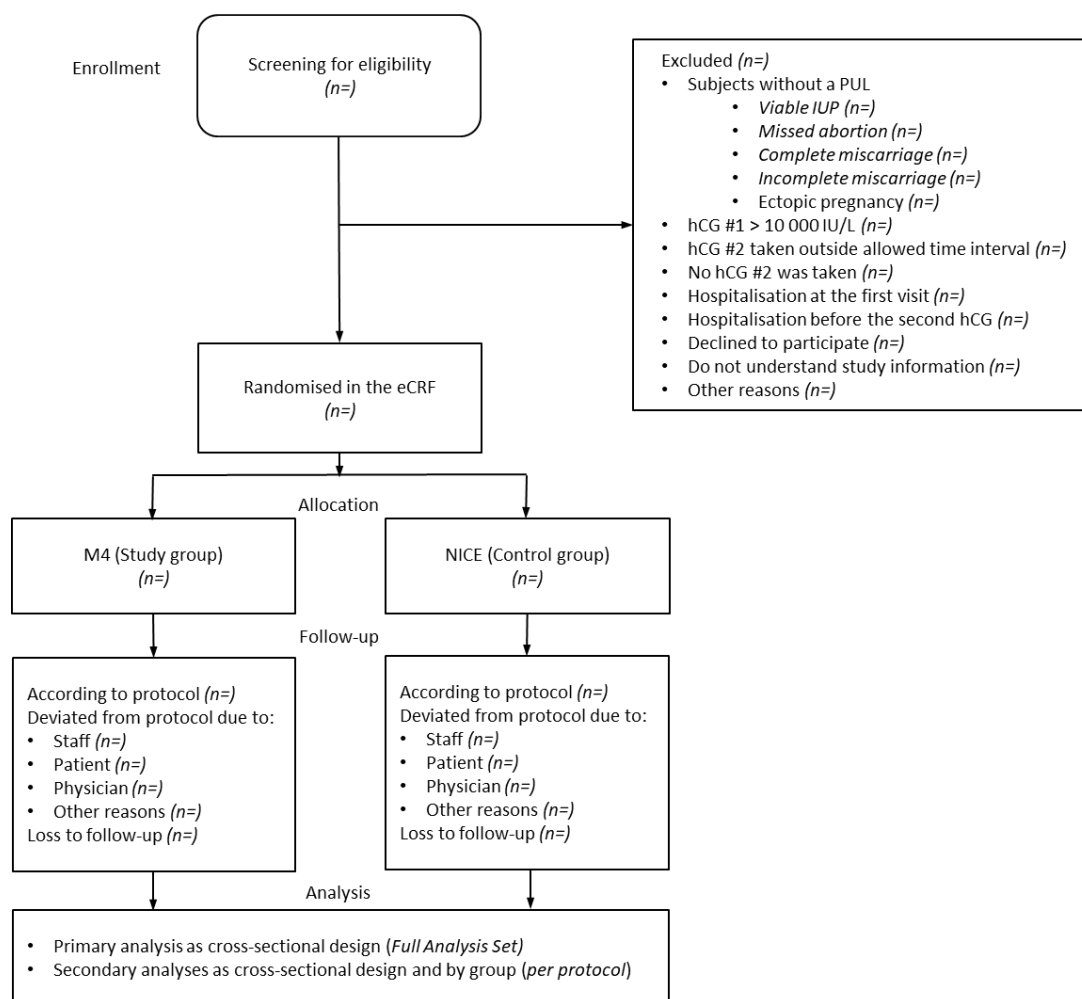 Enrollment
Screening for eligibility
(n=)
Excluded (n=)
• Subjects without a PUL
• Viable IUP (n=)
• Missed abortion (n=)
• Complete miscarriage (n=)
• Incomplete miscarriage (n=)
• Ectopic pregnancy (n=)
• hCG #1 > 10 000 IU/L (n=)
• hCG #2 taken outside allowed time interval (n=)
• No hCG #2 was taken (n=)
• Hospitalisation at the first visit (n=)
• Hospitalisation before the second hCG (n=)
• Declined to participate (n=)
• Do not understand study information (n=)
• Other reasons (n=)
Randomised in the eCRF
(n=)
Allocation
M4 (Study group)
(n=)
NICE (Control group)
(n=)
Follow-up
According to protocol (n=)
Deviated from protocol due to:
• Staff (n=)
• Patient (n=)
• Physician (n=)
• Other reasons (n=)
Loss to follow-up (n=)
According to protocol (n=)
Deviated from protocol due to:
• Staff (n=)
• Patient (n=)
• Physician (n=)
• Other reasons (n=)
Loss to follow-up (n=)
Analysis
• Primary analysis as cross-sectional design (Full Analysis Set)
• Secondary analyses as cross-sectional design and by group (per protocol)